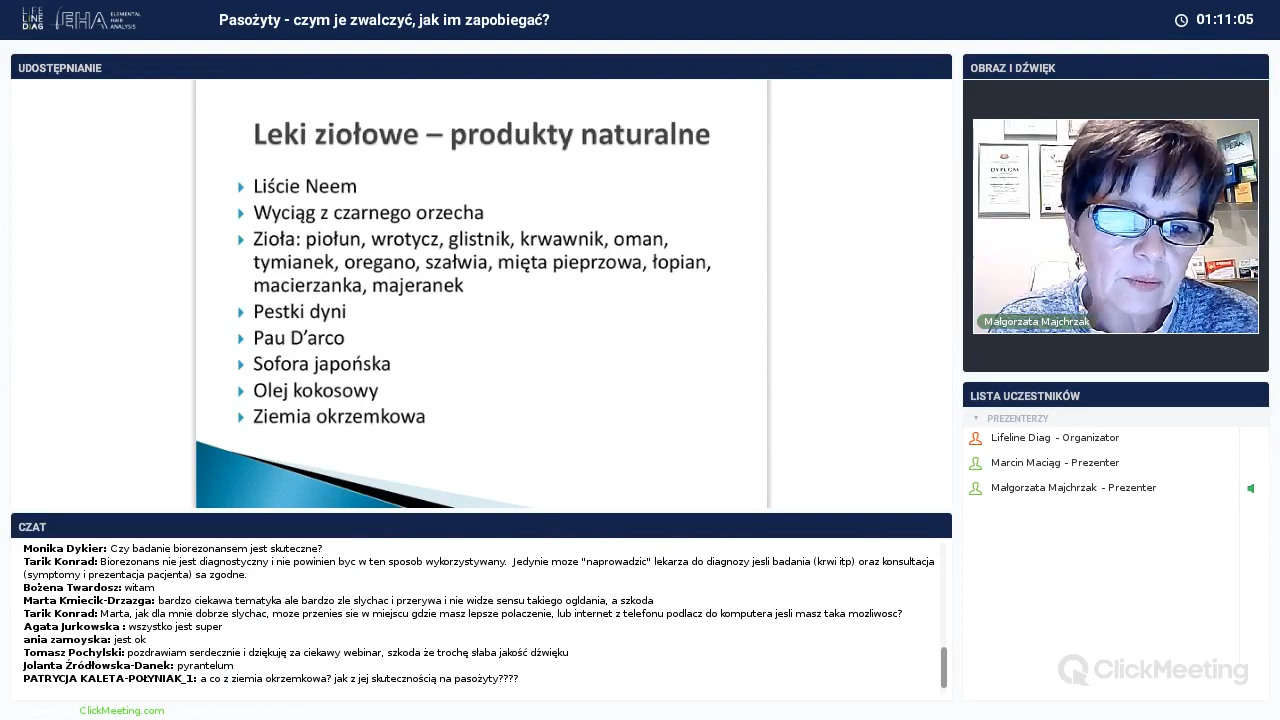 LIFE
LINE
DIAG
EHA
ELEMENTAL
HAIR
ANALYSIS
Pasożyty - czym je zwalczyć, jak im zapobiegać?
01:11:05
UDOSTĘPNIANIE
Leki ziołowe – produkty naturalne
Liście Neem
Wyciąg z czarnego orzecha
Zioła: piołun, wrotycz, glistnik, krwawnik, oman,
tymianek, oregano, szałwia, mięta pieprzowa, łopian,
macierzanka, majeranek
Pestki dyni
Pau D’arco
Sofora japońska
Olej kokosowy
Ziemia okrzemkowa
OBRAZ I DŹWIĘK
DYPLOM
PEAK
Małgorzata Majchrzak
LISTA UCZESTNIKÓW
PREZENTERZY
Lifeline Diag - Organizator
Marcin Maciąg - Prezenter
Małgorzata Majchrzak - Prezenter
CZAT
Monika Dykier: Czy badanie biorezonansem jest skuteczne?
Tarik Konrad: Biorezonans nie jest diagnostyczny i nie powinien byc w ten sposob wykorzystywany. Jedynie moze "naprowadzic" lekarza do diagnozy jesli badania (krwi itp) oraz konsultacja
(symptomy i prezentacja pacjenta) sa zgodne.
Bożena Twardosz: witam
Marta Kmiecik-Drzazga: bardzo ciekawa tematyka ale bardzo zle slychac i przerywa i nie widze sensu takiego ogldania, a szkoda
Tarik Konrad: Marta, jak dla mnie dobrze slychac, moze przenies sie w miejscu gdzie masz lepsze polaczenie, lub internet z telefonu podlacz do komputera jesli masz taka mozliwosc?
Agata Jurkowska : wszystko jest super
ania zamoyska: jest ok
Tomasz Pochylski: pozdrawiam serdecznie i dziękuję za ciekawy webinar, szkoda że trochę słaba jakość dźwięku
Jolanta Źródłowska-Danek: pyrantelum
PATRYCJA KALETA-POŁYNIAK_1: a co z ziemia okrzemkowa? jak z jej skutecznością na pasożyty????
ClickMeeting
ClickMeeting.com